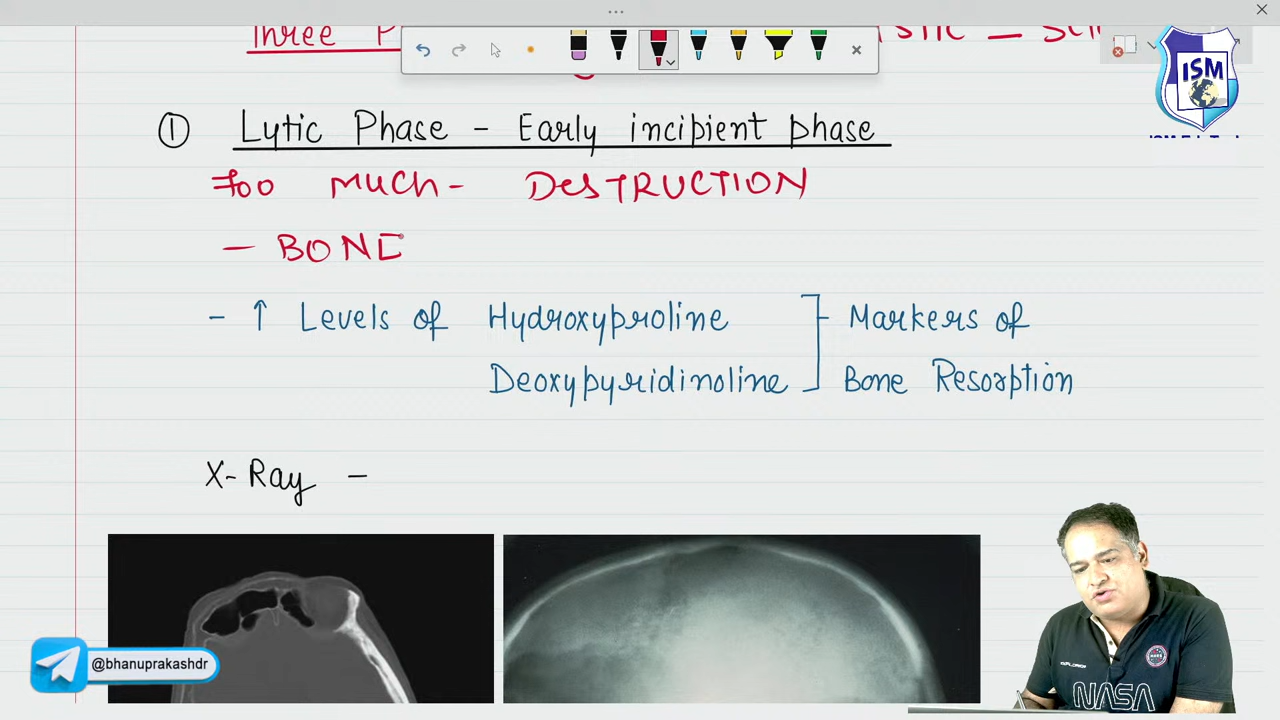 Three
① Lytic Phase - Early incipient phase
ISM
Too Much - DESTRUCTION
- BONE
- ↑ Levels of Hydroxyproline
Deoxypyridinoline
Markers of
Bone Resorption
X-Ray -
@bhanuprakashdr
NASA